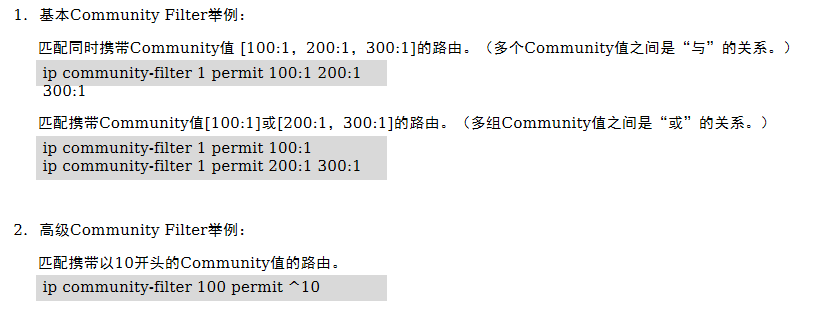 1. 基本Community Filter举例：
匹配同时携带Community值 [100:1，200:1，300:1]的路由。（多个Community值之间是“与”的关系。）
ip community-filter 1 permit 100:1 200:1
300:1
匹配携带Community值[100:1]或[200:1，300:1]的路由。（多组Community值之间是“或”的关系。）
ip community-filter 1 permit 100:1
ip community-filter 1 permit 200:1 300:1
2. 高级Community Filter举例：
匹配携带以10开头的Community值的路由。
ip community-filter 100 permit ^10